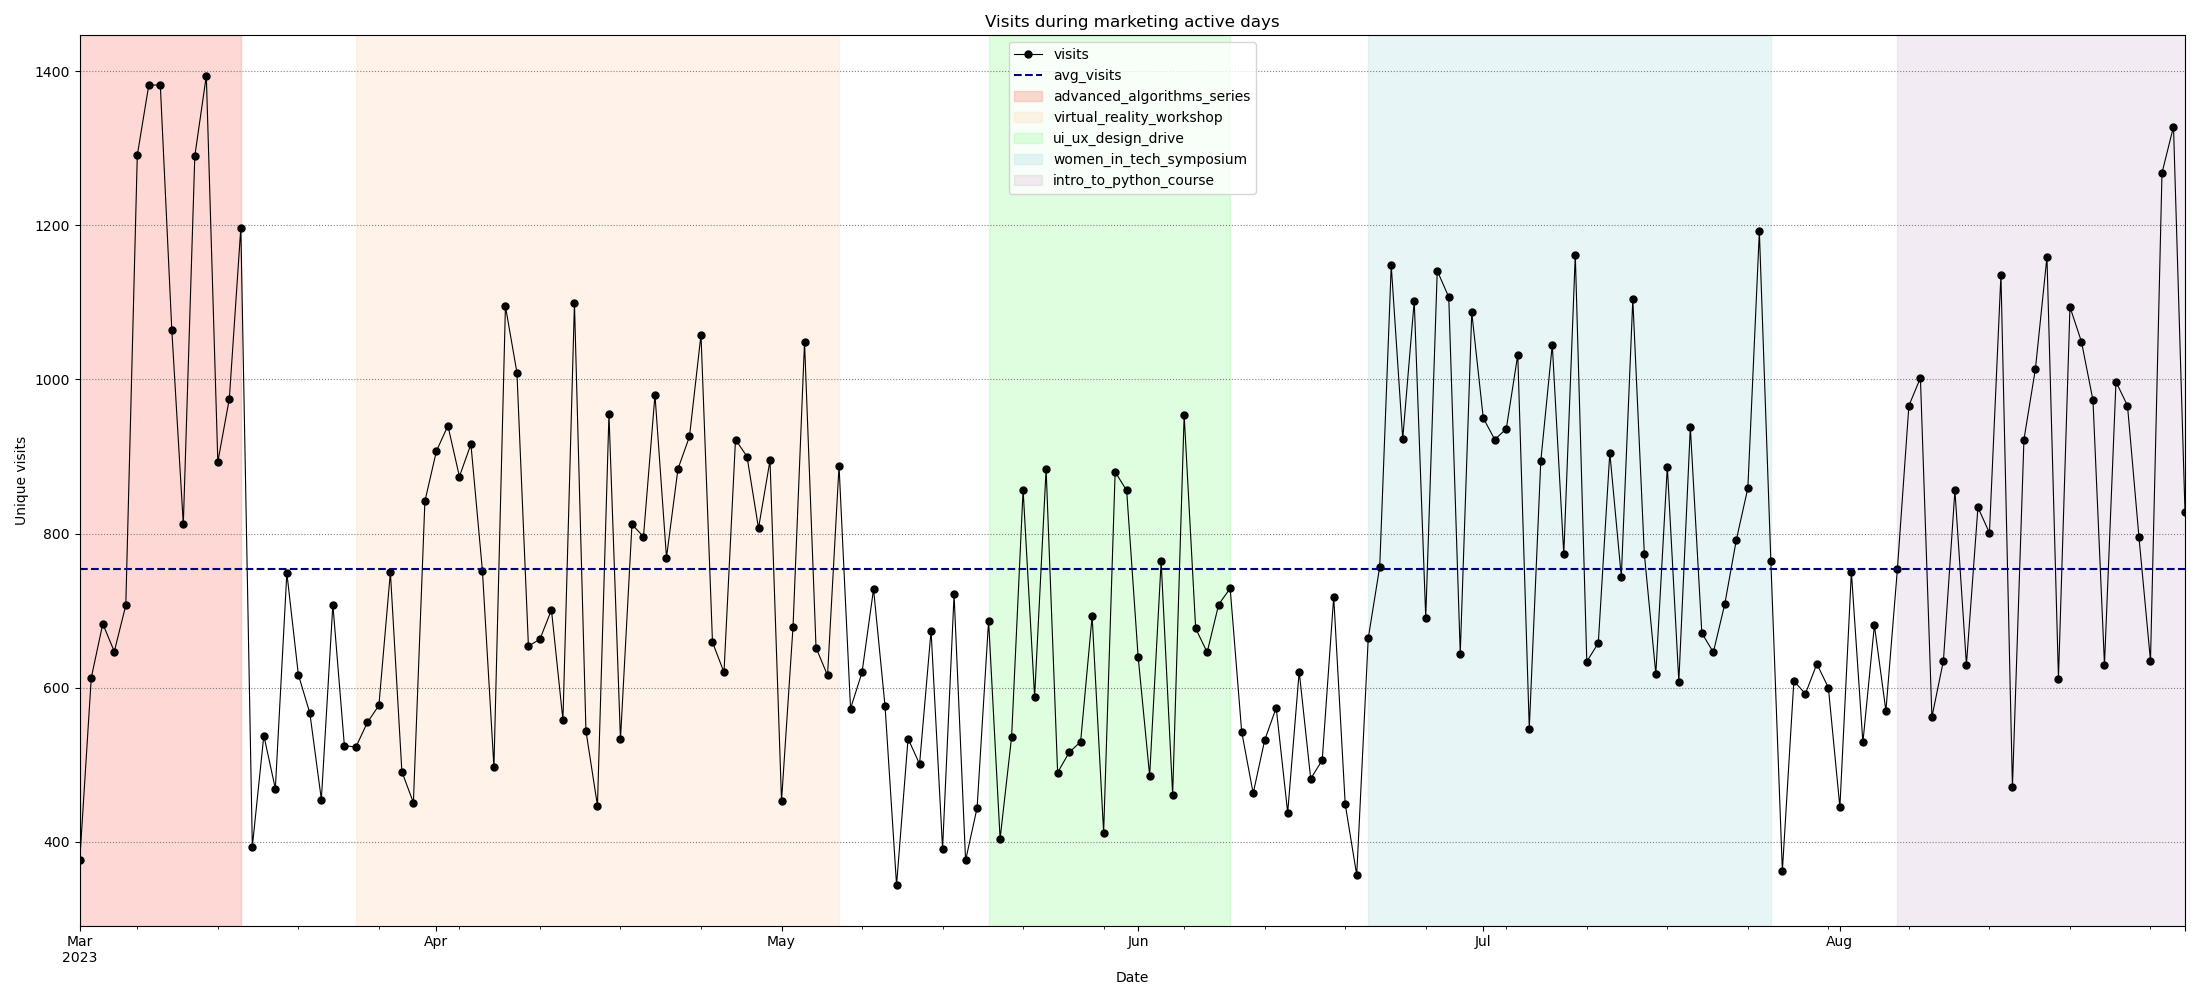 Visits during marketing active days
visits
avg_visits
advanced_algorithms_series
virtual_reality_workshop
ui_ux_design_drive
women_in_tech_symposium
intro_to_python_course
1400
1200
1000
800
600
400
Unique visits
Mar Apr May Jun Jul Aug
2023
Date